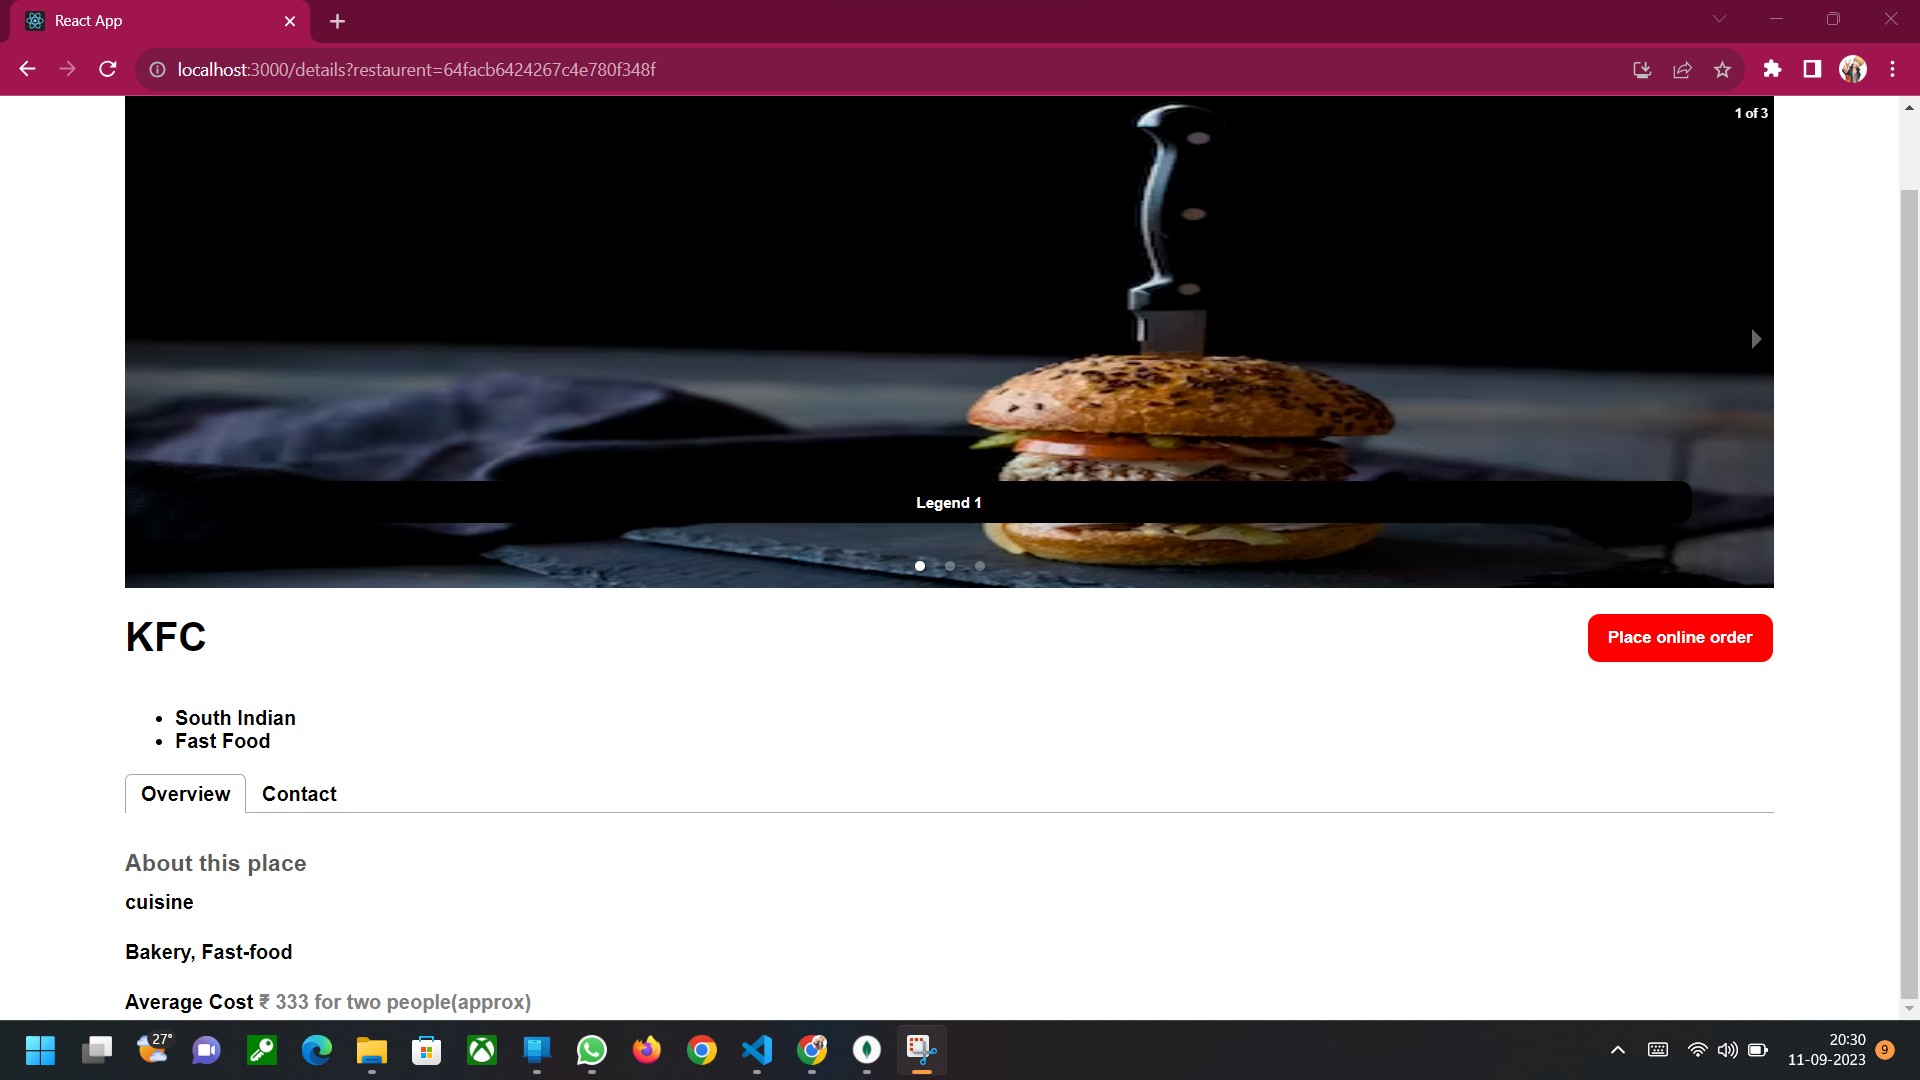 React App
localhost:3000/details?restaurent=64facb6424267c4e780f348f
1 of 3
Legend 1
KFC
Place online order
South Indian
Fast Food
Overview Contact
About this place
cuisine
Bakery, Fast-food
Average Cost ₹ 333 for two people(approx)
27°
20:30
11-09-2023
9